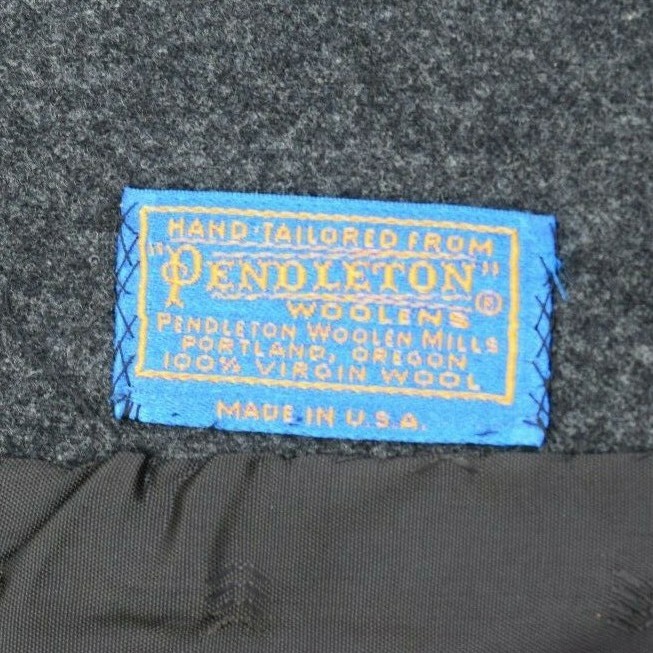 HAND-TAILORED FROM
"PENDLETON"®
WOOLENS
PENDLETON WOOLEN MILLS
PORTLAND, OREGON
100% VIRGIN WOOL
MADE IN U.S.A.